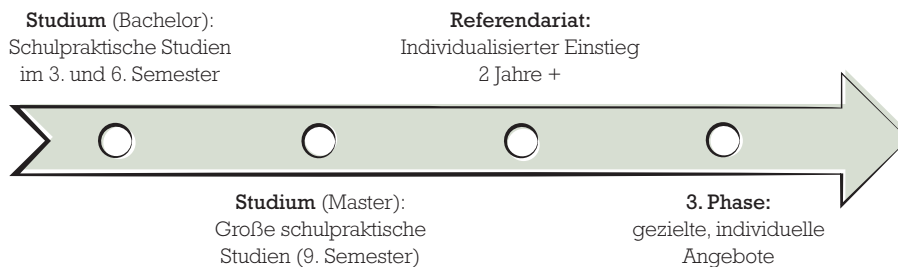 Studium (Bachelor):
Schulpraktische Studien
im 3. und 6. Semester
Studium (Master):
Große schulpraktische
Studien (9. Semester)
Referendariat:
Individualisierter Einstieg
2 Jahre +
3. Phase:
gezielte, individuelle
Angebote